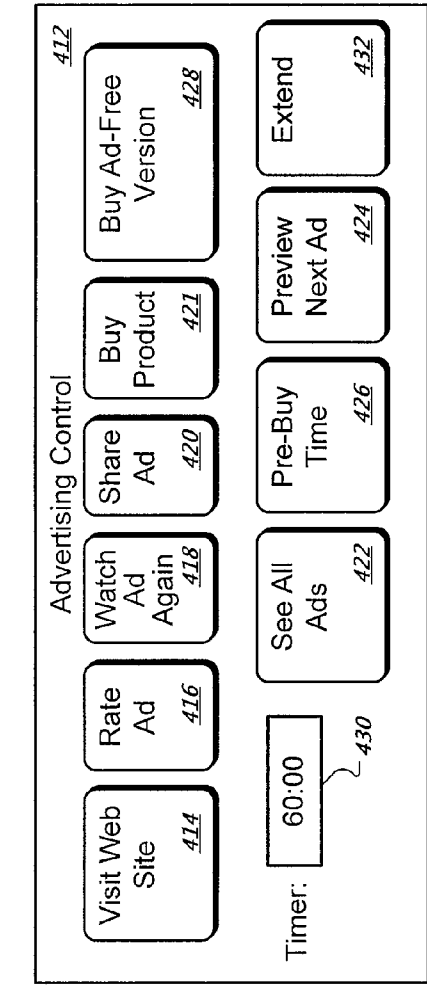 Advertising Control
412
Visit Web
Site
414
Rate
Ad
416
Watch
Ad
Again
418
Share
Ad
420
Buy
Product
421
Buy Ad-Free
Version
428
Timer:
60:00
430
See All
Ads
422
Pre-Buy
Time
426
Preview
Next Ad
424
Extend
432